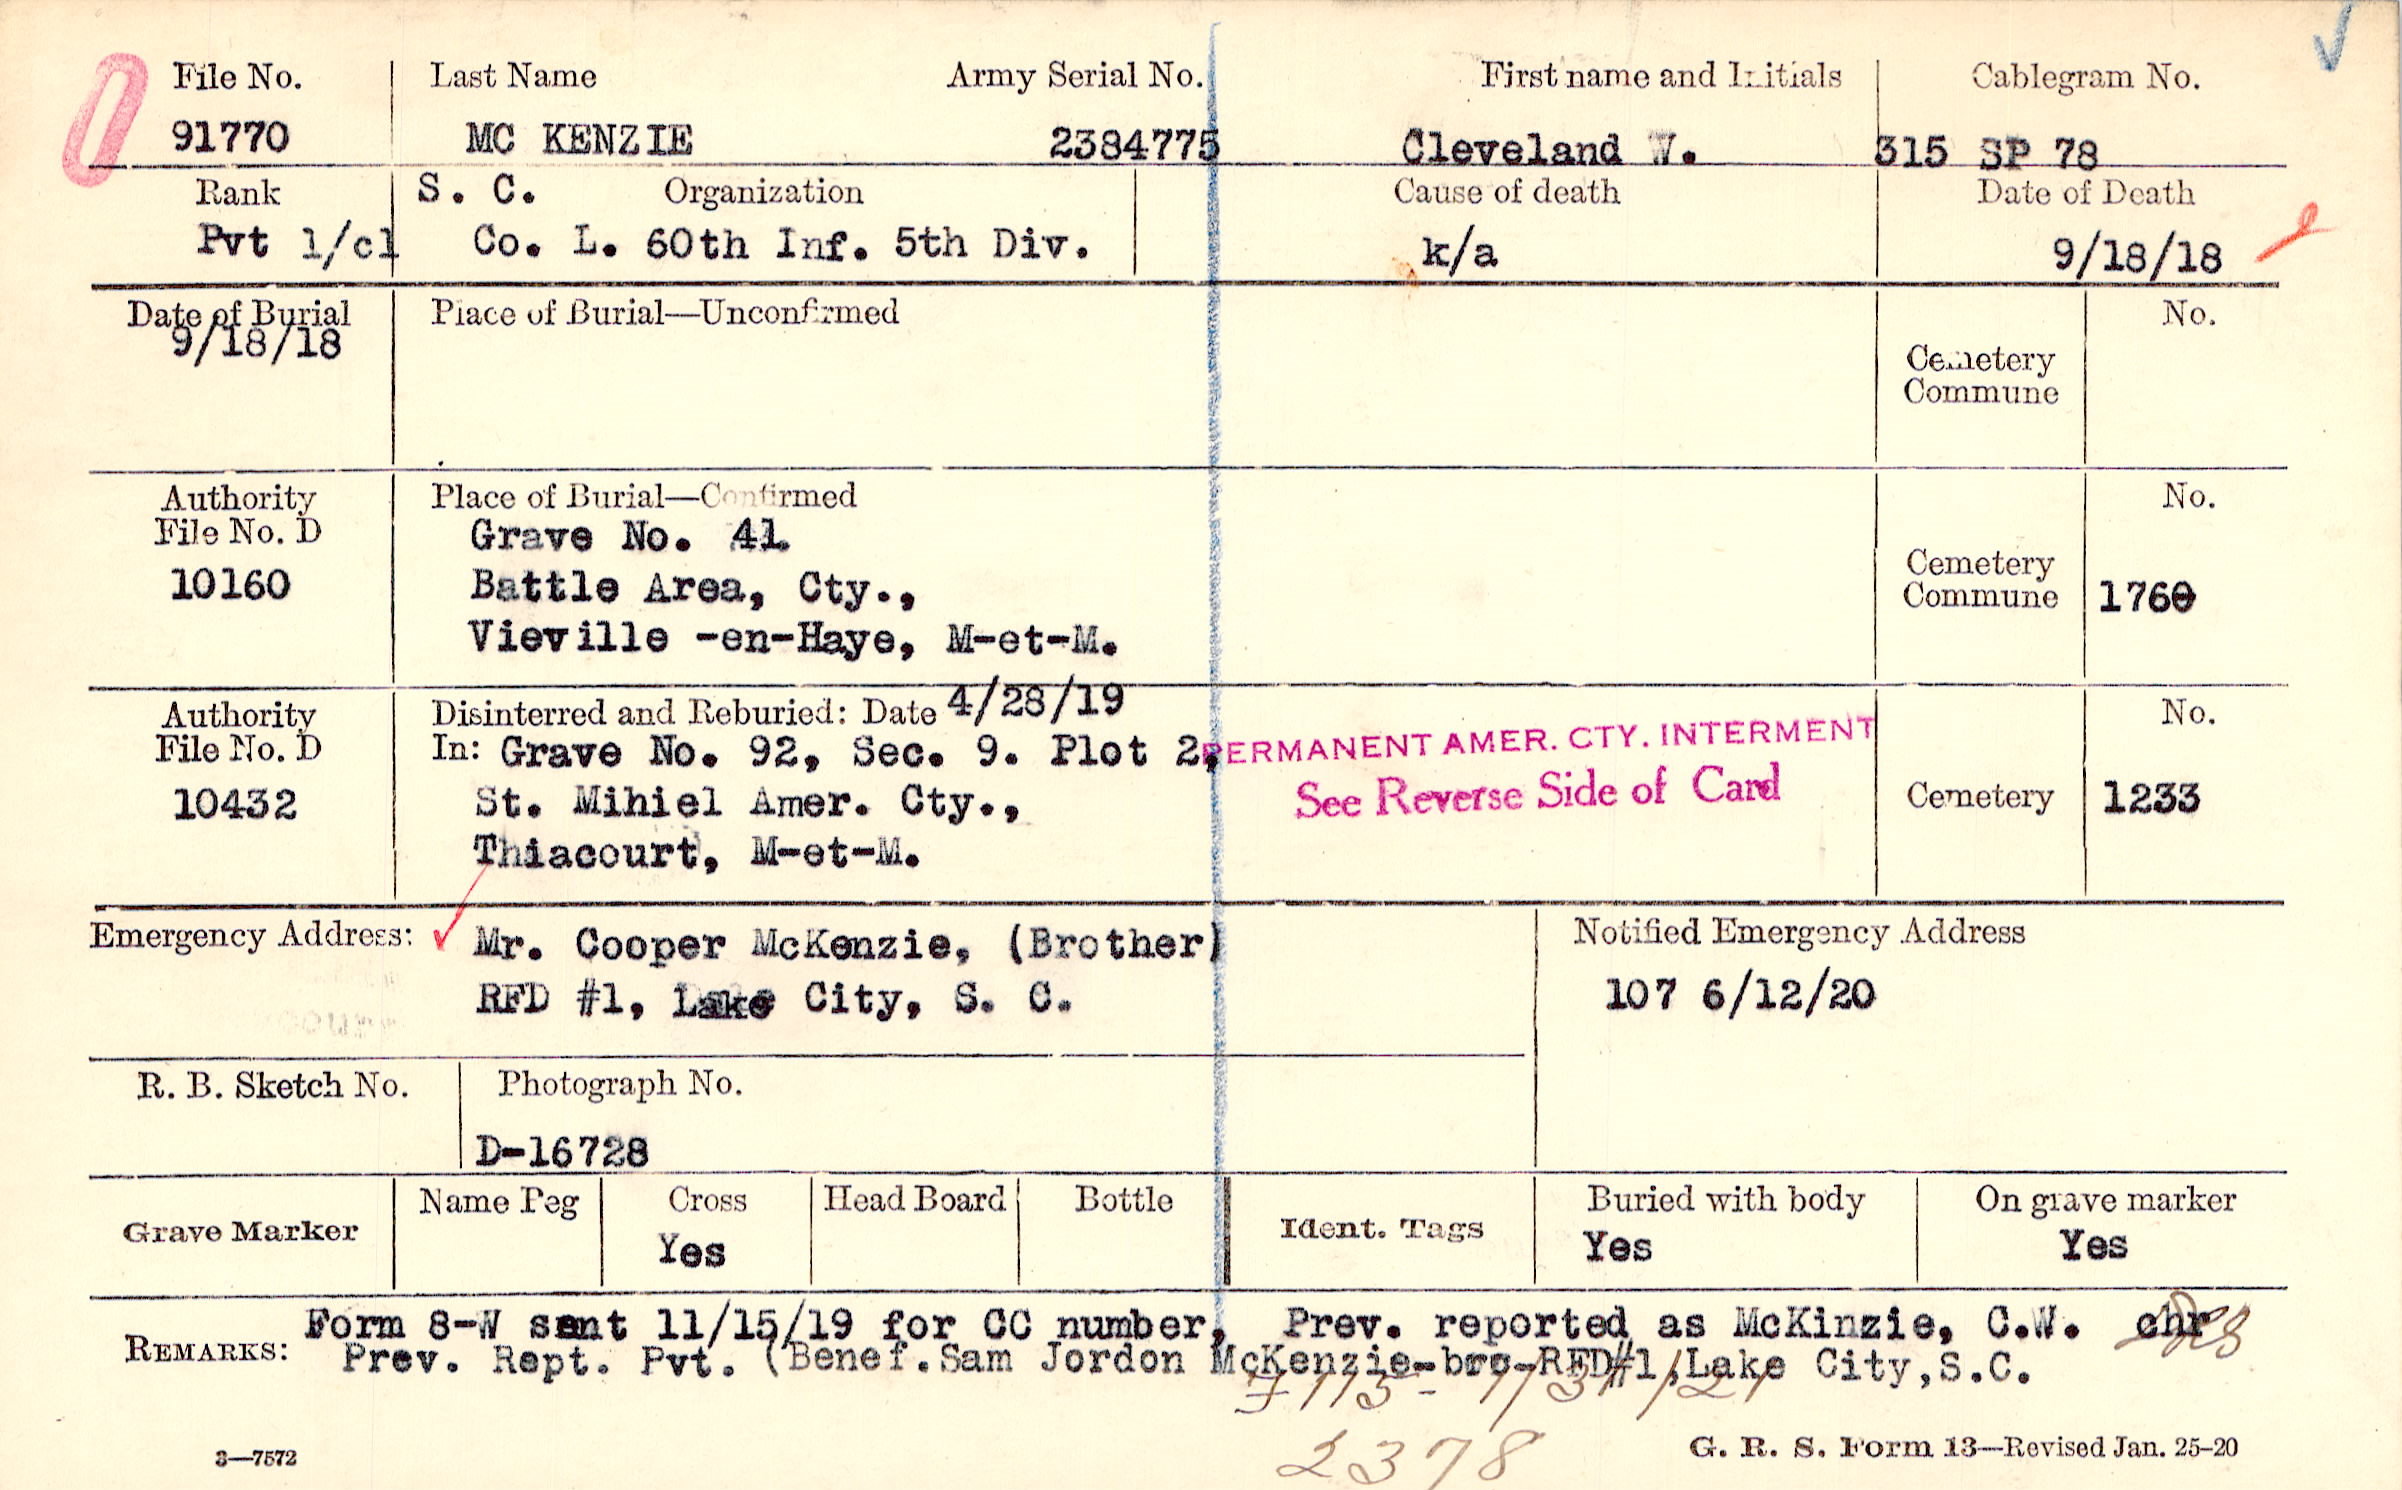 File No. Last Name Army Serial No. First name and Initials Cablegram No.
91770 MC KENZIE 2384775 Cleveland W. 315 SP 78
Rank S. C. Organization Cause of death Date of Death
Pvt 1/cl Co. L. 60th Inf. 5th Div. k/a 9/18/18
Date of Burial Place of Burial—Unconfirmed No.
9/18/18
Cemetery
Commune
Authority Place of Burial—Confirmed No.
File No. D Grave No. 41.
10160 Battle Area, Cty., Cemetery
Commune 1760
Vieville -en-Haye, M-et-M.
Authority Disinterred and Reburied: Date 4/28/19 No.
File No. D In: Grave No. 92, Sec. 9. Plot 2, PERMANENT AMER. CTY. INTERMENT
10432 St. Mihiel Amer. Cty., See Reverse Side of Card Cemetery 1233
Thiacourt, M-et-M.
Emergency Address: Mr. Cooper McKenzie, (Brother) Notified Emergency Address
RFD #1, Lake City, S. C. 107 6/12/20
R. B. Sketch No. Photograph No.
D-16728
Grave Marker Name Peg Cross Head Board Bottle Ident. Tags Buried with body On grave marker
Yes Yes Yes
REMARKS: Form 8-W sent 11/15/19 for CC number, Prev. reported as McKinzie, C.W. chr
Prev. Rept. Pvt. (Benef.Sam Jordon McKenzie-bro-RFD#1,Lake City,S.C.
2378
3—7572 G. R. S. Form 13—Revised Jan. 25-20